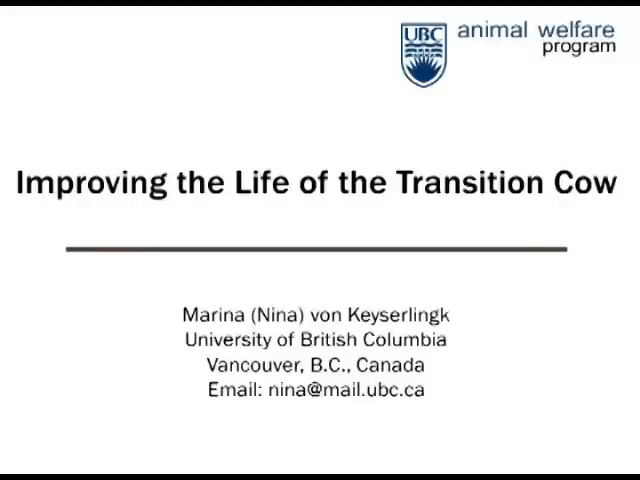 UBC
animal welfare
program
Improving the Life of the Transition Cow
Marina (Nina) von Keyserlingk
University of British Columbia
Vancouver, B.C., Canada
Email: nina@mail.ubc.ca